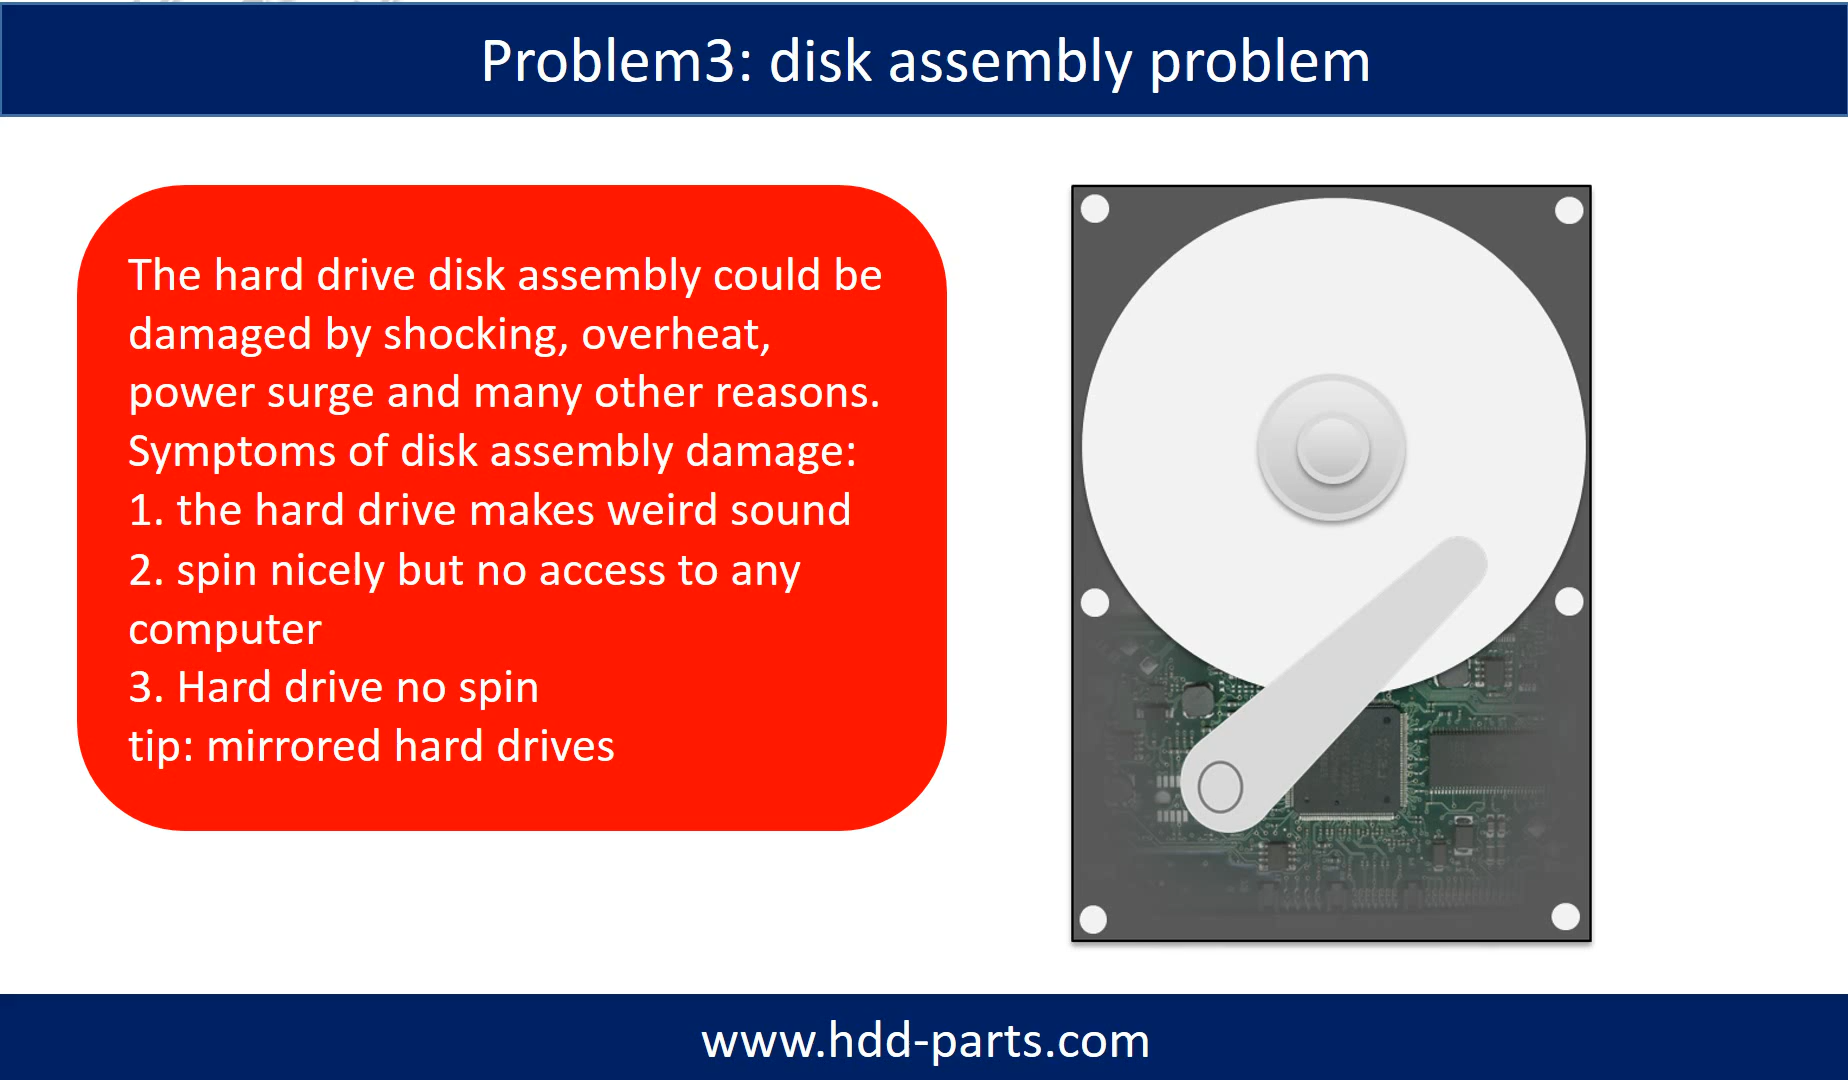 Problem3: disk assembly problem
The hard drive disk assembly could be
damaged by shocking, overheat,
power surge and many other reasons.
Symptoms of disk assembly damage:
1. the hard drive makes weird sound
2. spin nicely but no access to any
computer
3. Hard drive no spin
tip: mirrored hard drives
www.hdd-parts.com